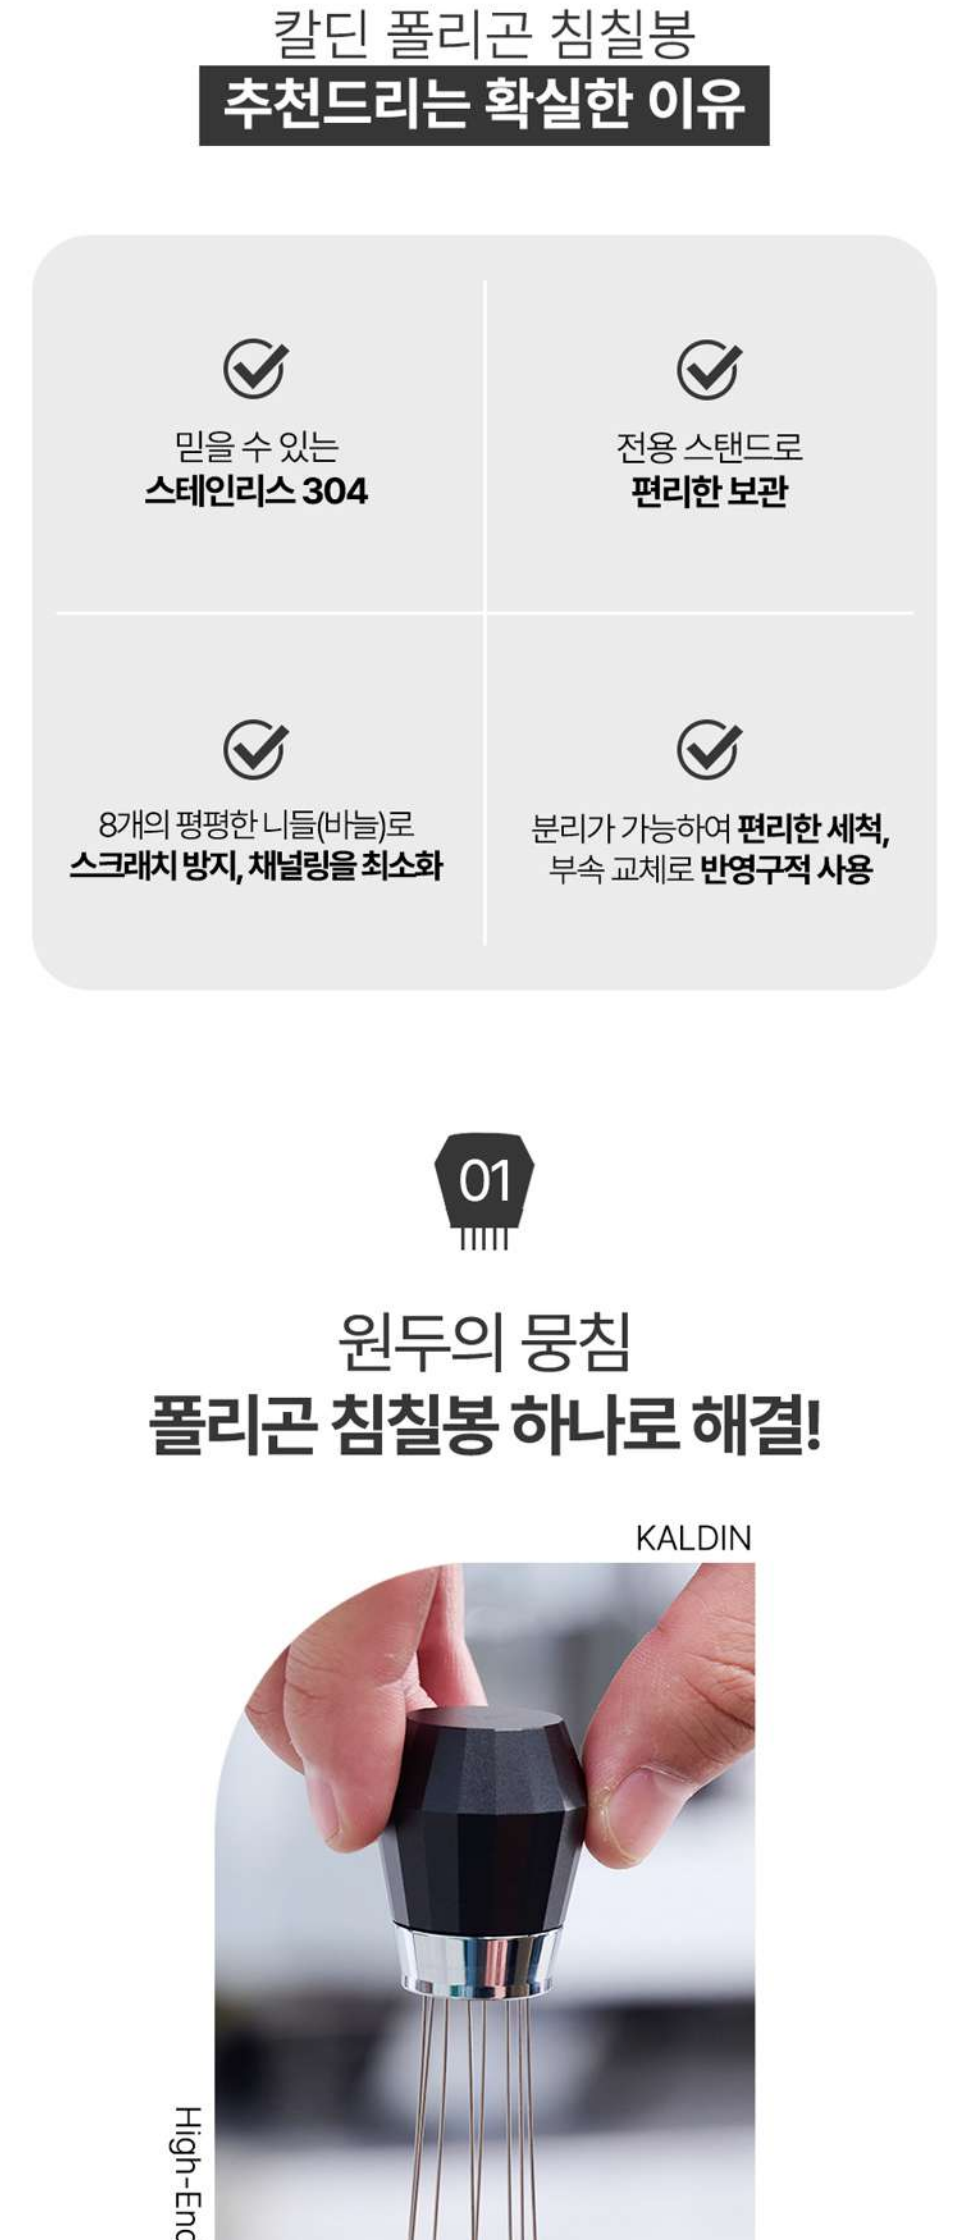 칼딘 폴리곤 침칠봉
추천드리는 확실한 이유
믿을 수 있는
스테인리스 304
전용 스탠드로
편리한 보관
8개의 평평한 니들(바늘)로
스크래치 방지, 채널링을 최소화
분리가 가능하여 편리한 세척,
부속 교체로 반영구적 사용
01
원두의 뭉침
폴리곤 침칠봉 하나로 해결!
KALDIN